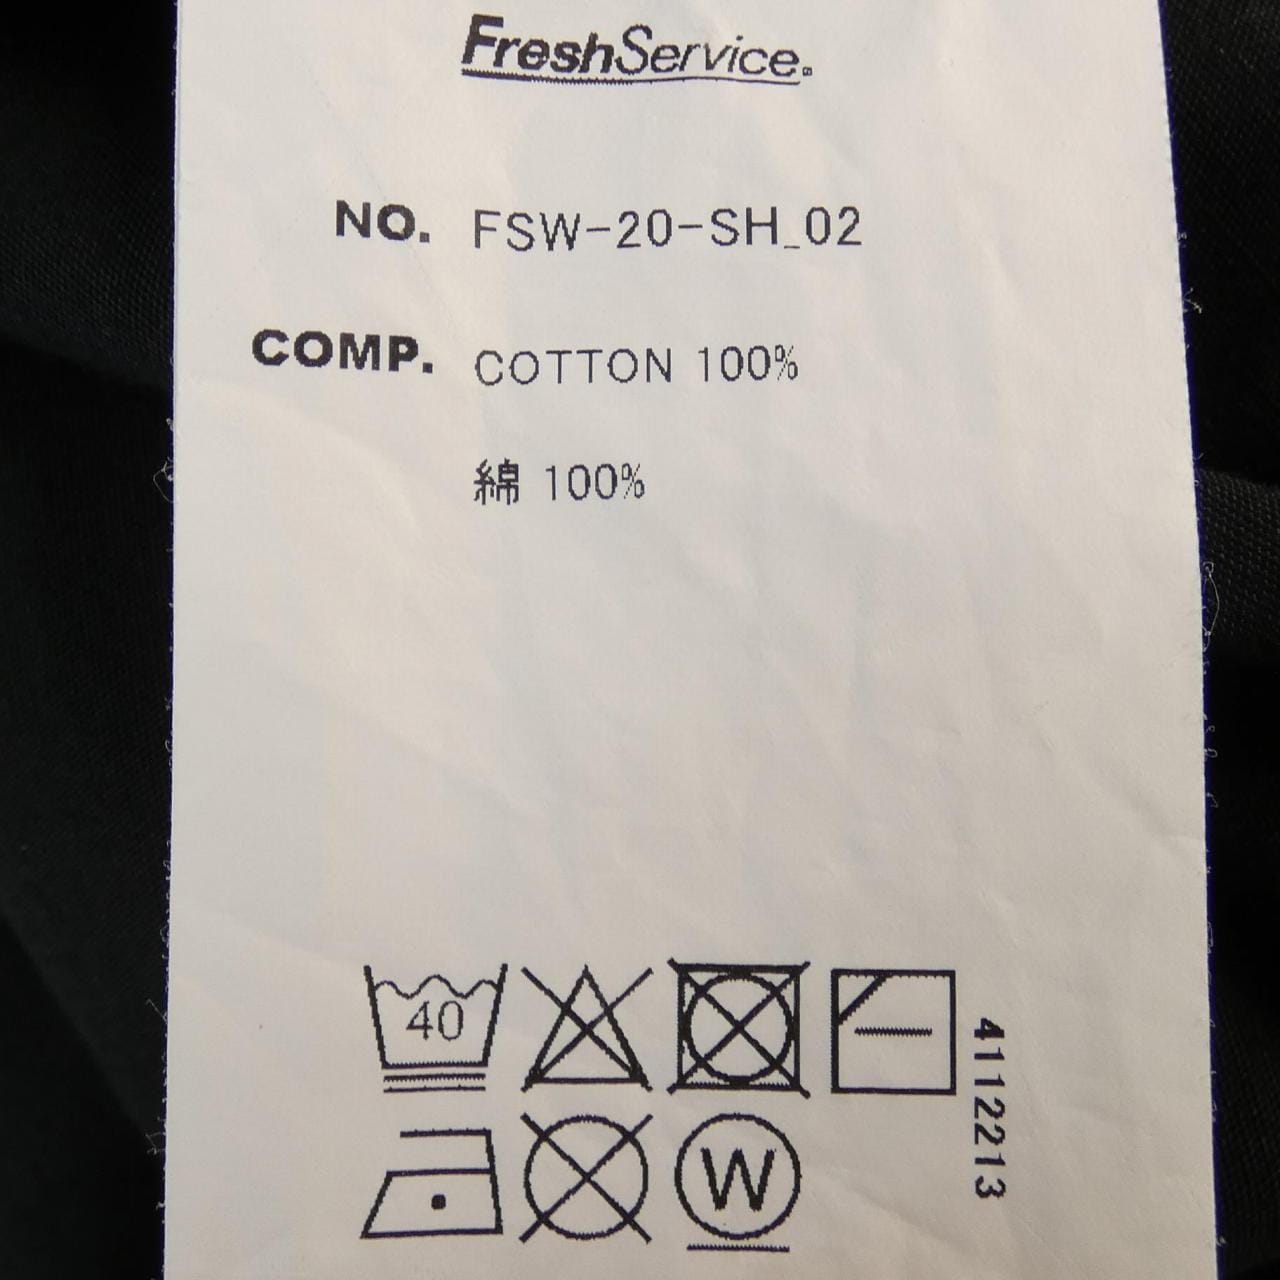 FreshService®
NO. FSW-20-SH_02
COMP. COTTON 100%
綿 100%
40
4112213
W